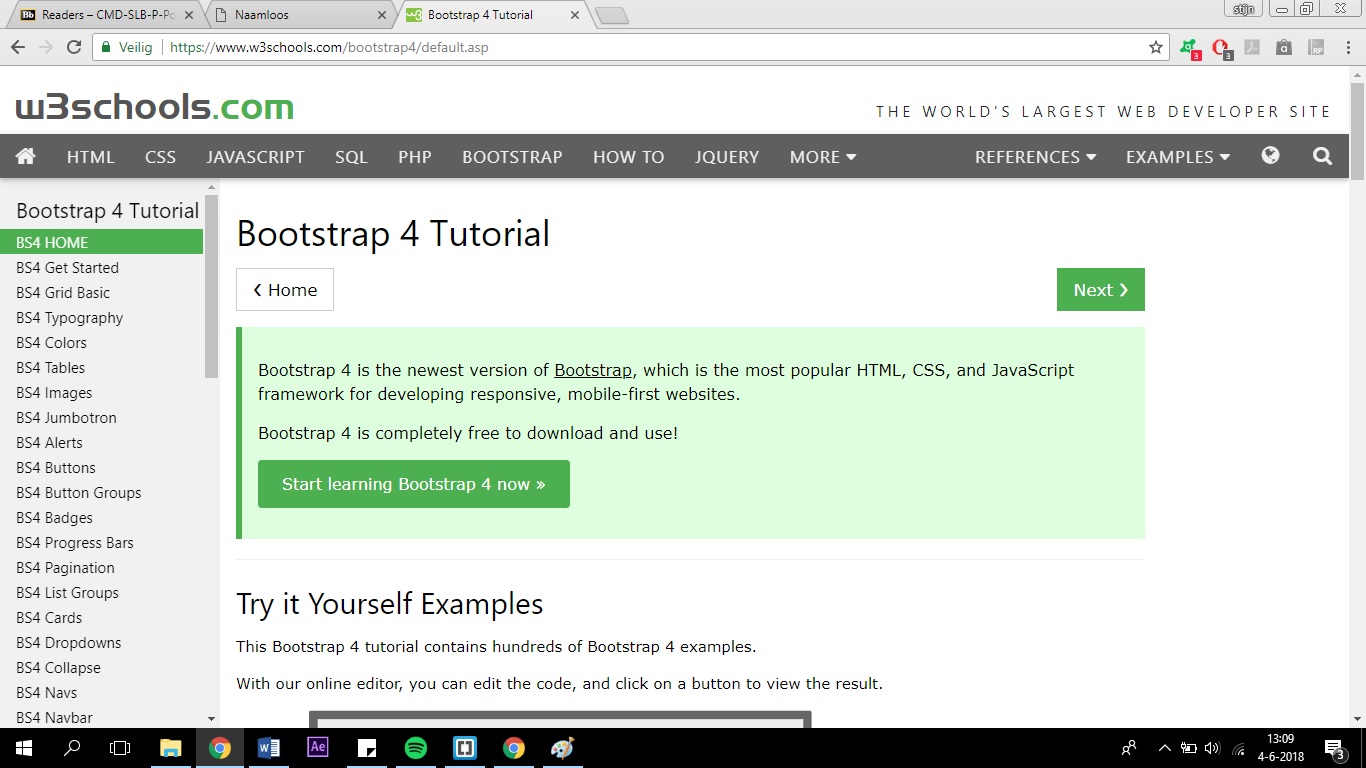 Readers – CMD-SLB-P-Po
Naamloos
Bootstrap 4 Tutorial
stijn
Veilig https://www.w3schools.com/bootstrap4/default.asp
3
3
w3schools.com
THE WORLD'S LARGEST WEB DEVELOPER SITE
HTML CSS JAVASCRIPT SQL PHP BOOTSTRAP HOW TO JQUERY MORE REFERENCES EXAMPLES
Bootstrap 4 Tutorial
BS4 HOME
BS4 Get Started
BS4 Grid Basic
BS4 Typography
BS4 Colors
BS4 Tables
BS4 Images
BS4 Jumbotron
BS4 Alerts
BS4 Buttons
BS4 Button Groups
BS4 Badges
BS4 Progress Bars
BS4 Pagination
BS4 List Groups
BS4 Cards
BS4 Dropdowns
BS4 Collapse
BS4 Navs
BS4 Navbar
Bootstrap 4 Tutorial
❮ Home
Next ❯
Bootstrap 4 is the newest version of Bootstrap, which is the most popular HTML, CSS, and JavaScript
framework for developing responsive, mobile-first websites.
Bootstrap 4 is completely free to download and use!
Start learning Bootstrap 4 now »
Try it Yourself Examples
This Bootstrap 4 tutorial contains hundreds of Bootstrap 4 examples.
With our online editor, you can edit the code, and click on a button to view the result.
Ae
13:09
4-6-2018
3